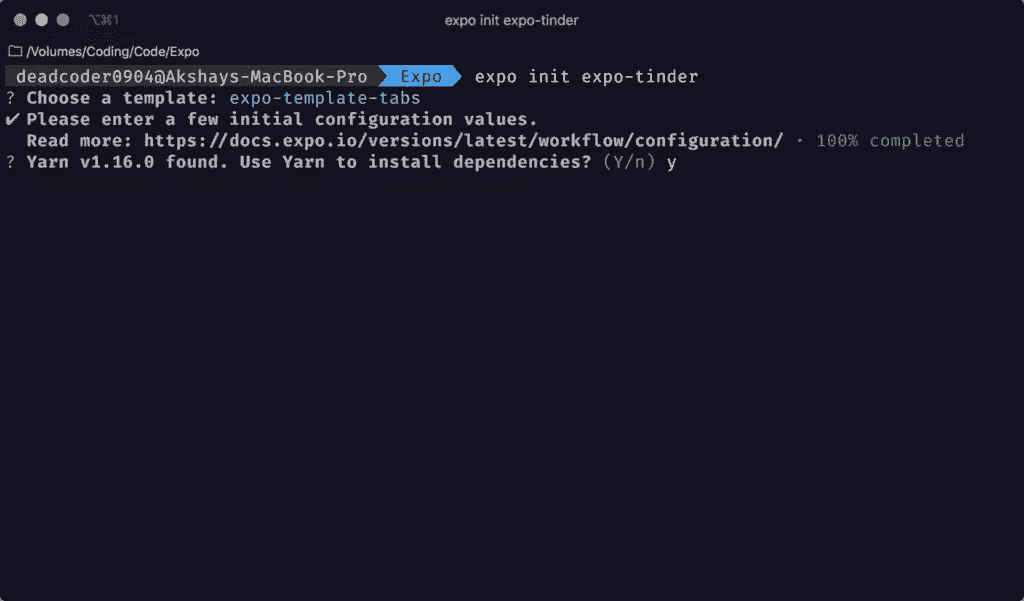 ⌥⌘1 expo init expo-tinder
/Volumes/Coding/Code/Expo
deadcoder0904@Akshays-MacBook-Pro Expo expo init expo-tinder
? Choose a template: expo-template-tabs
✔ Please enter a few initial configuration values.
Read more: https://docs.expo.io/versions/latest/workflow/configuration/ · 100% completed
? Yarn v1.16.0 found. Use Yarn to install dependencies? (Y/n) y